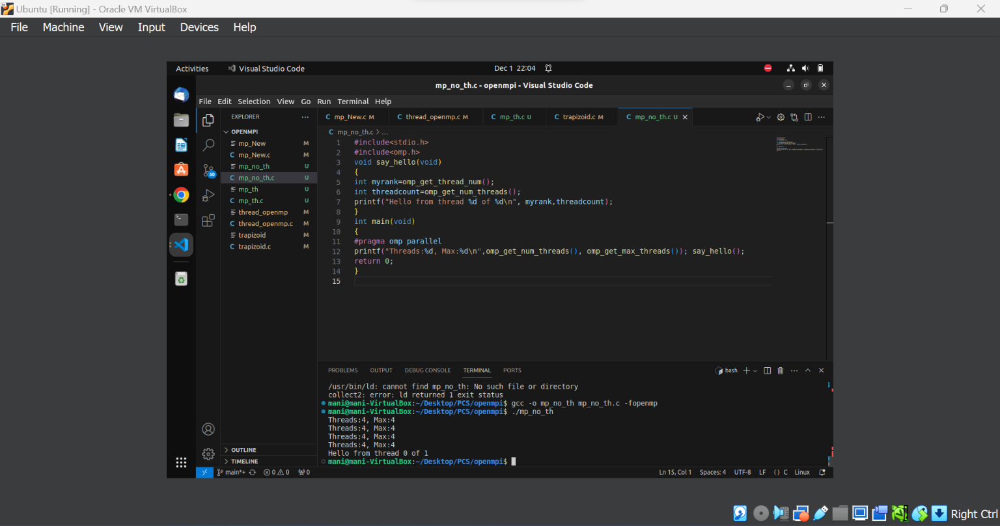 Ubuntu [Running] - Oracle VM VirtualBox
File Machine View Input Devices Help
Activities Visual Studio Code Dec 1 22:04
mp_no_th.c - openmpi - Visual Studio Code
File Edit Selection View Go Run Terminal Help
EXPLORER
OPENMPI
mp_New M
C mp_New.c M
mp_no_th U
C mp_no_th.c U
mp_th U
C mp_th.c U
thread_openmp M
C thread_openmp.c M
trapizoid M
C trapizoid.c M
OUTLINE
TIMELINE
50
C mp_New.c M C thread_openmp.c M C mp_th.c U C trapizoid.c M C mp_no_th.c U
C mp_no_th.c > ...
1 #include<stdio.h>
2 #include<omp.h>
3 void say_hello(void)
4 {
5 int myrank=omp_get_thread_num();
6 int threadcount=omp_get_num_threads();
7 printf("Hello from thread %d of %d\n", myrank,threadcount);
8 }
9 int main(void)
10 {
11 #pragma omp parallel
12 printf("Threads:%d, Max:%d\n",omp_get_num_threads(), omp_get_max_threads()); say_hello();
13 return 0;
14 }
15
PROBLEMS OUTPUT DEBUG CONSOLE TERMINAL PORTS bash
/usr/bin/ld: cannot find mp_no_th: No such file or directory
collect2: error: ld returned 1 exit status
mani@mani-VirtualBox:~/Desktop/PCS/openmpi$ gcc -o mp_no_th mp_no_th.c -fopenmp
mani@mani-VirtualBox:~/Desktop/PCS/openmpi$ ./mp_no_th
Threads:4, Max:4
Threads:4, Max:4
Threads:4, Max:4
Threads:4, Max:4
Hello from thread 0 of 1
mani@mani-VirtualBox:~/Desktop/PCS/openmpi$
main*+ 0 0 0 Ln 15, Col 1 Spaces: 4 UTF-8 LF {} C Linux
Right Ctrl